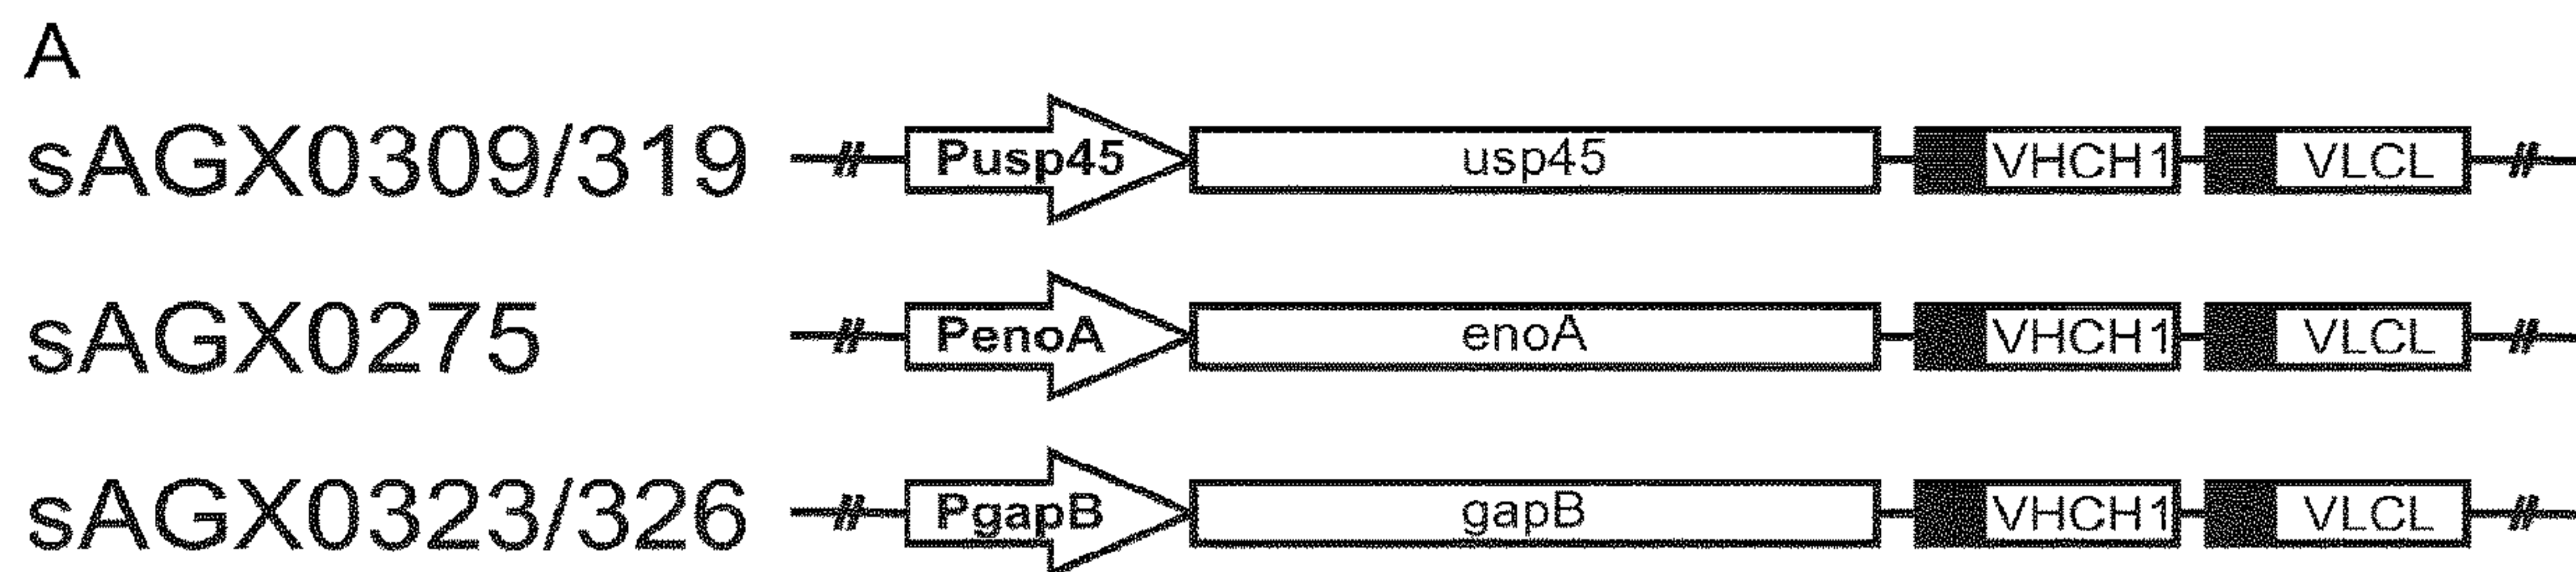 A
sAGX0309/319 Pusp45 usp45 VHCH1 VLCL
sAGX0275 PenoA enoA VHCH1 VLCL
sAGX0323/326 PgapB gapB VHCH1 VLCL